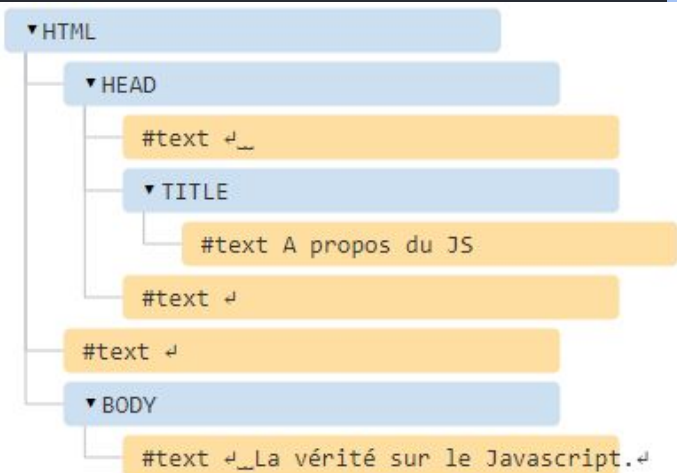 ▼HTML
▼HEAD
#text ↵␣␣
▼TITLE
#text A propos du JS
#text ↵
#text ↵
▼BODY
#text ↵␣␣La vérité sur le Javascript.↵